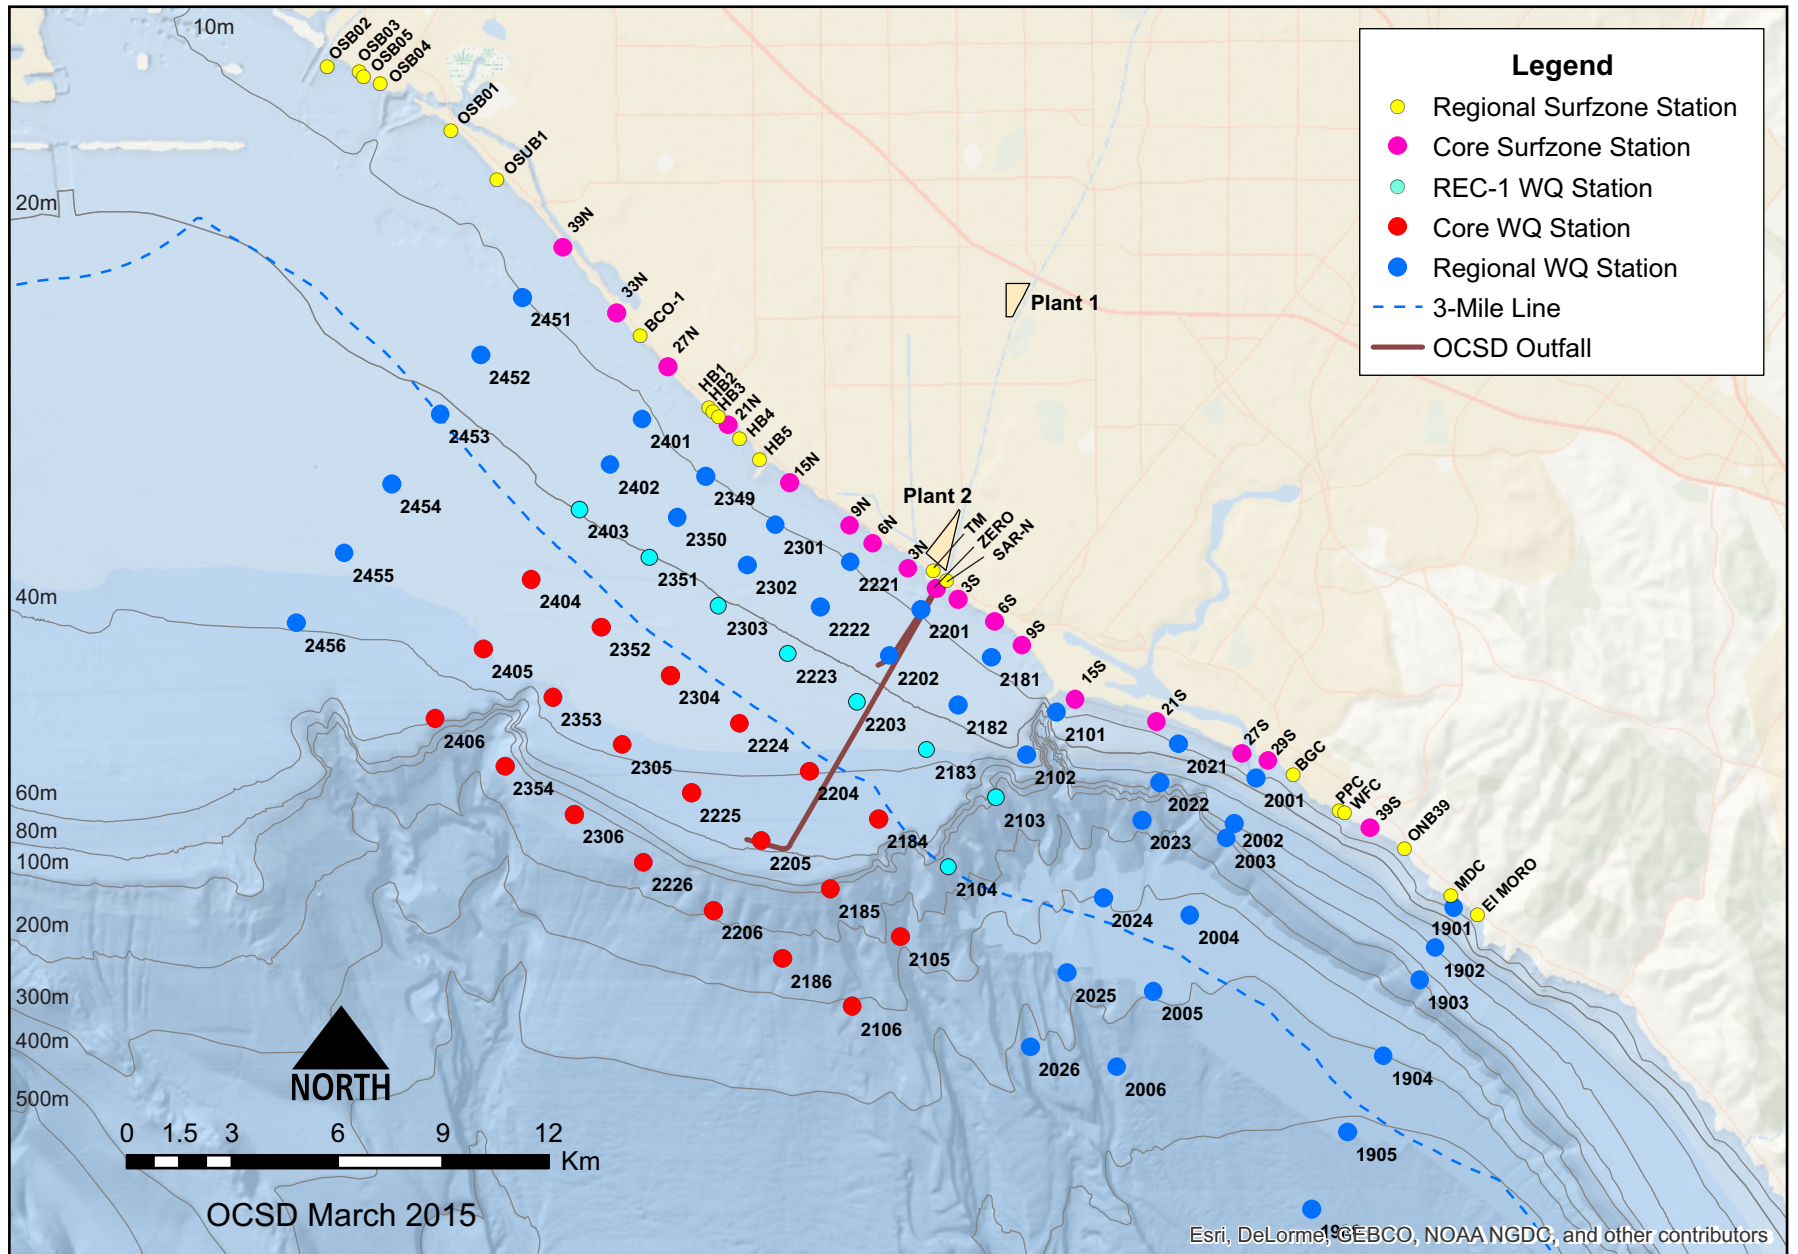 10m
20m
40m
60m
80m
100m
200m
300m
400m
500m
OSB02
OSB03
OSB05
OSB04
OSB01
OSUB1
39N
33N
BCO-1
27N
HB1
HB2
HB3
21N
HB4
HB5
15N
9N
6N
3N
TM
ZERO
SAR-N
3S
6S
9S
15S
21S
27S
29S
BGC
PPC
WFC
39S
ONB39
MDC
EI MORO
Plant 1
Plant 2
2451
2452
2453
2454
2455
2456
2401
2402
2403
2404
2405
2406
2349
2350
2351
2352
2353
2354
2301
2302
2303
2304
2305
2306
2221
2222
2223
2224
2225
2226
2201
2202
2203
2204
2205
2206
2181
2182
2183
2184
2185
2186
2101
2102
2103
2104
2105
2106
2021
2022
2023
2024
2025
2026
2001
2002
2003
2004
2005
2006
1901
1902
1903
1904
1905
Legend
Regional Surfzone Station
Core Surfzone Station
REC-1 WQ Station
Core WQ Station
Regional WQ Station
3-Mile Line
OCSD Outfall
NORTH
0 1.5 3 6 9 12
Km
OCSD March 2015
Esri, DeLorme, GEBCO, NOAA NGDC, and other contributors